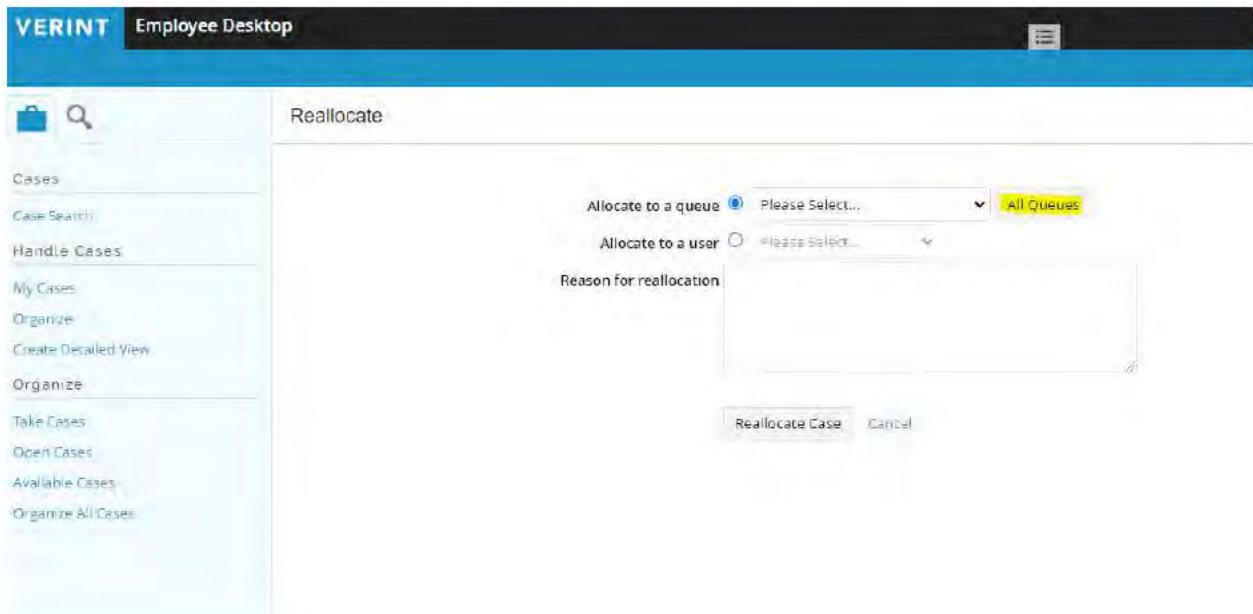 VERINT Employee Desktop
Reallocate
Cases
Case Search
Handle Cases
My Cases
Organize
Create Detailed View
Organize
Take Cases
Open Cases
Available Cases
Organize All Cases
Allocate to a queue Please Select... All Queues
Allocate to a user Please Select...
Reason for reallocation
Reallocate Case Cancel